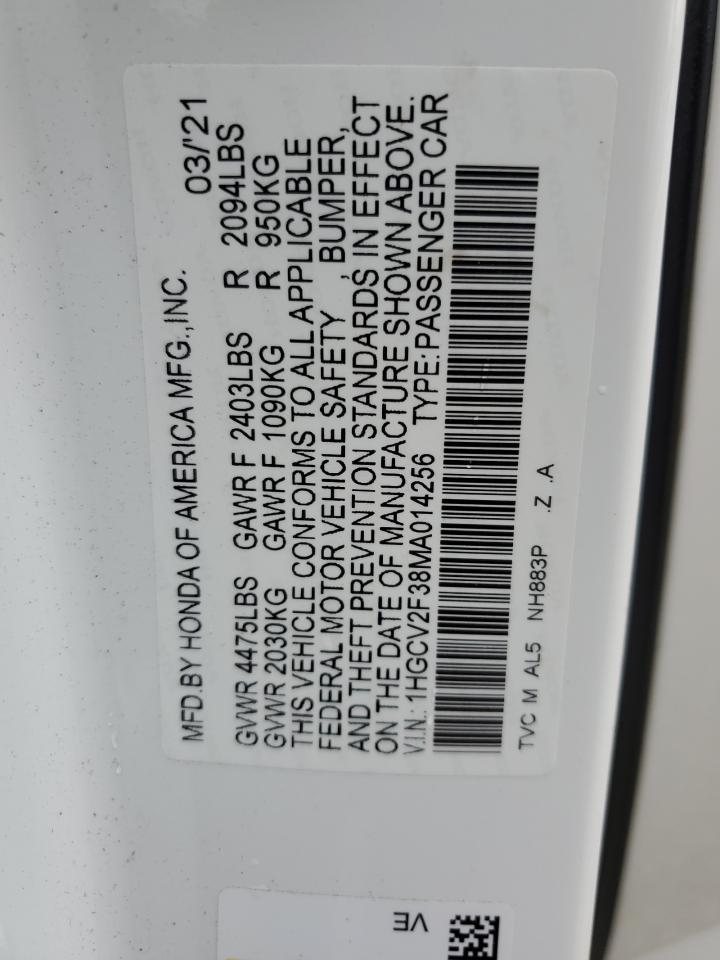 MFD.BY HONDA OF AMERICA MFG.,INC. 03/'21
GVWR 4475LBS GAWR F 2403LBS R 2094LBS
GVWR 2030KG GAWR F 1090KG R 950KG
THIS VEHICLE CONFORMS TO ALL APPLICABLE
FEDERAL MOTOR VEHICLE SAFETY , BUMPER,
AND THEFT PREVENTION STANDARDS IN EFFECT
ON THE DATE OF MANUFACTURE SHOWN ABOVE.
V.I.N.: 1HGCV2F38MA014256 TYPE:PASSENGER CAR
TVC M AL5 NH883P .Z .A
VE